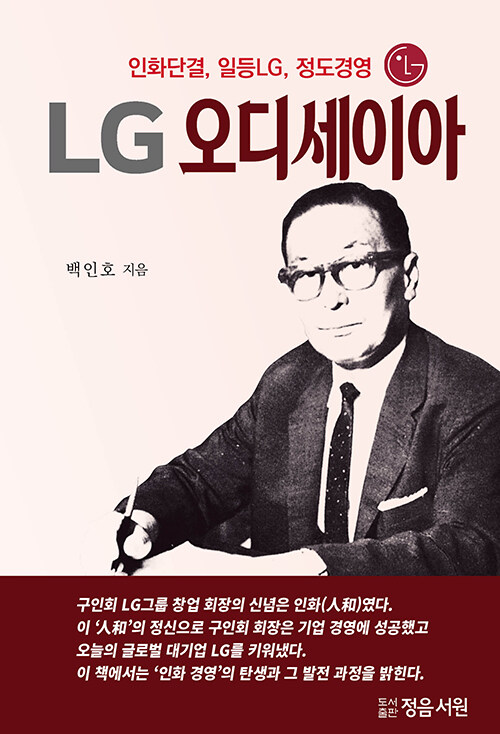 인화단결, 일등LG, 정도경영
LG 오디세이아
백인호 지음
구인회 LG그룹 창업 회장의 신념은 인화(人和)였다.
이 ‘人和’의 정신으로 구인회 회장은 기업 경영에 성공했고
오늘의 글로벌 대기업 LG를 키워냈다.
이 책에서는 ‘인화 경영’의 탄생과 그 발전 과정을 밝힌다.
도서
출판 정음서원